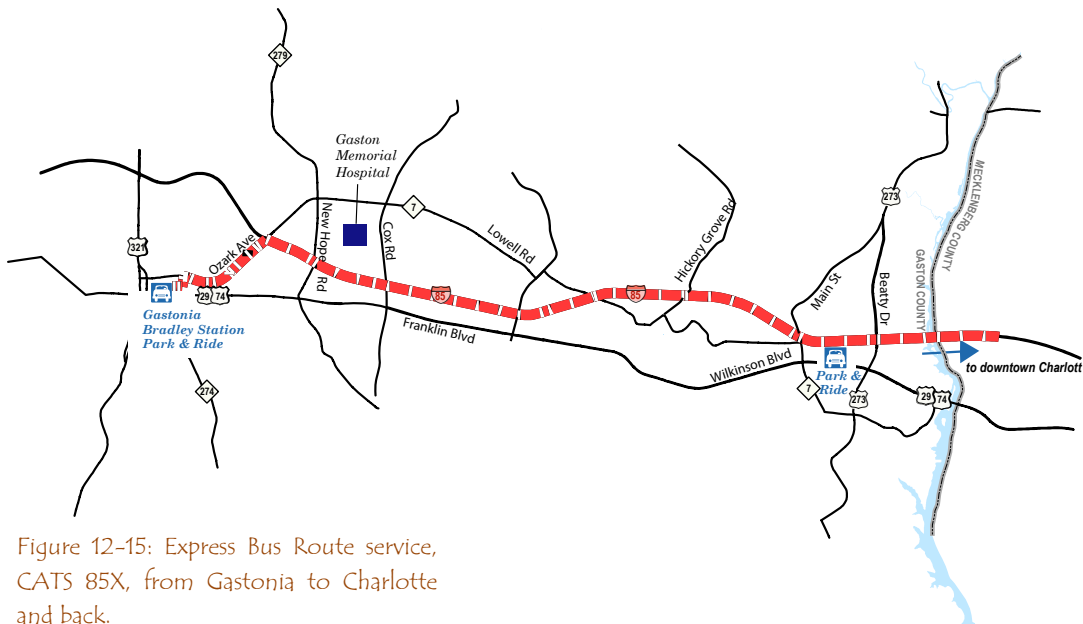 279
Gaston
Memorial
Hospital
7
New Hope Rd
Cox Rd
Lowell Rd
Hickory Grove Rd
273
MECKLENBERG COUNTY
GASTON COUNTY
321
Ozark Ave
85
85
Main St
Beatty Dr
29 74
Gastonia
Bradley Station
Park & Ride
Franklin Blvd
Wilkinson Blvd
Park &
Ride
to downtown Charlott
7
273
29 74
274
Figure 12-15: Express Bus Route service,
CATS 85X, from Gastonia to Charlotte
and back.